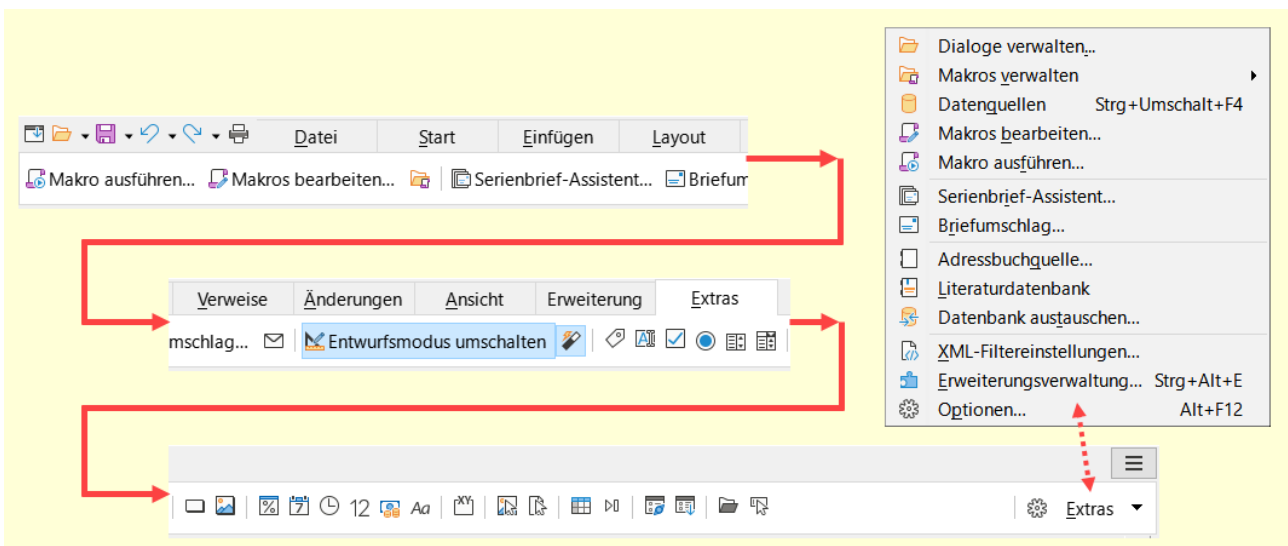 Dialoge verwalten...
Makros verwalten
Datenquellen Strg+Umschalt+F4
Makros bearbeiten...
Makro ausführen...
Serienbrief-Assistent...
Briefumschlag...
Adressbuchquelle...
Literaturdatenbank
Datenbank austauschen...
XML-Filtereinstellungen...
Erweiterungsverwaltung... Strg+Alt+E
Optionen... Alt+F12
Datei Start Einfügen Layout
Makro ausführen... Makros bearbeiten... Serienbrief-Assistent... Briefum
Verweise Änderungen Ansicht Erweiterung Extras
mschlag... Entwurfsmodus umschalten
12 Aa XY Extras